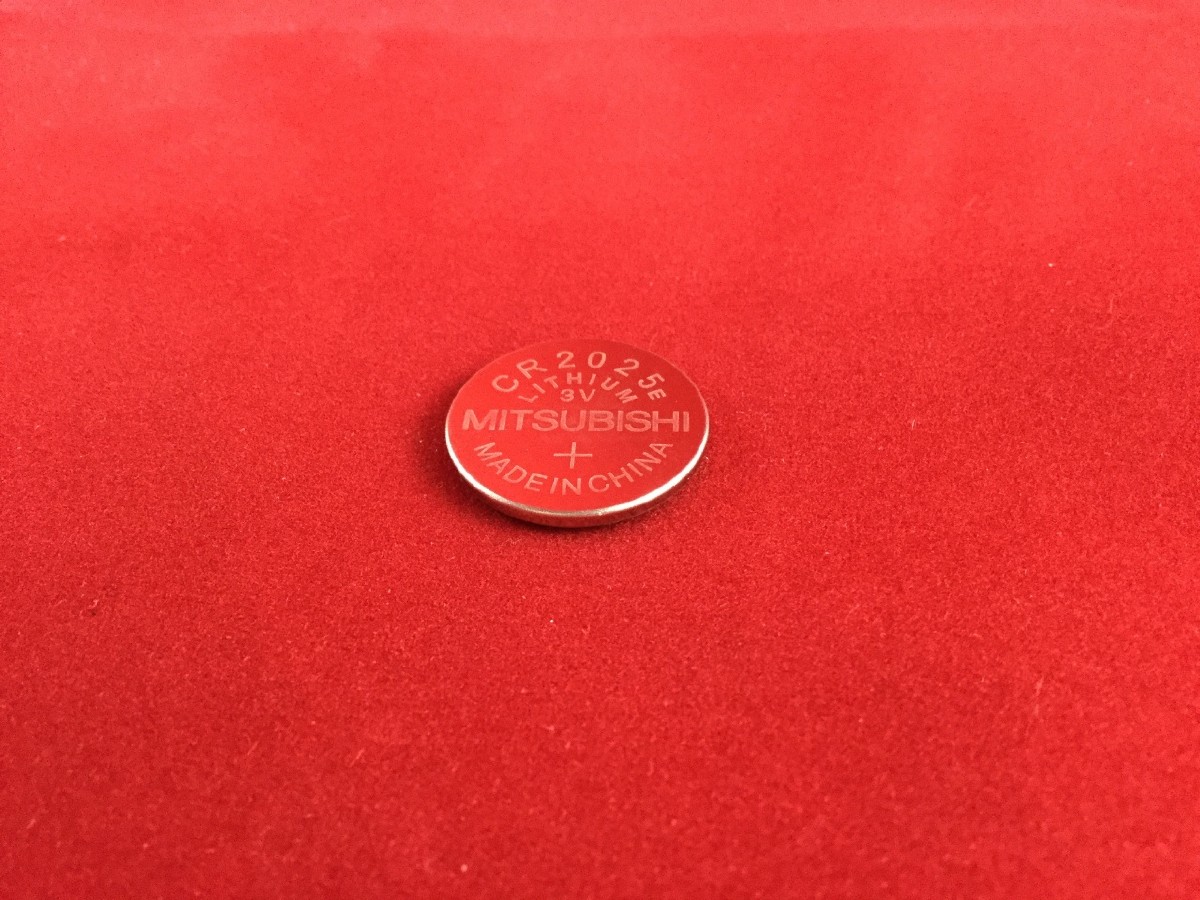 CR2025E
LITHIUM
3V
MITSUBISHI
+
MADE IN CHINA